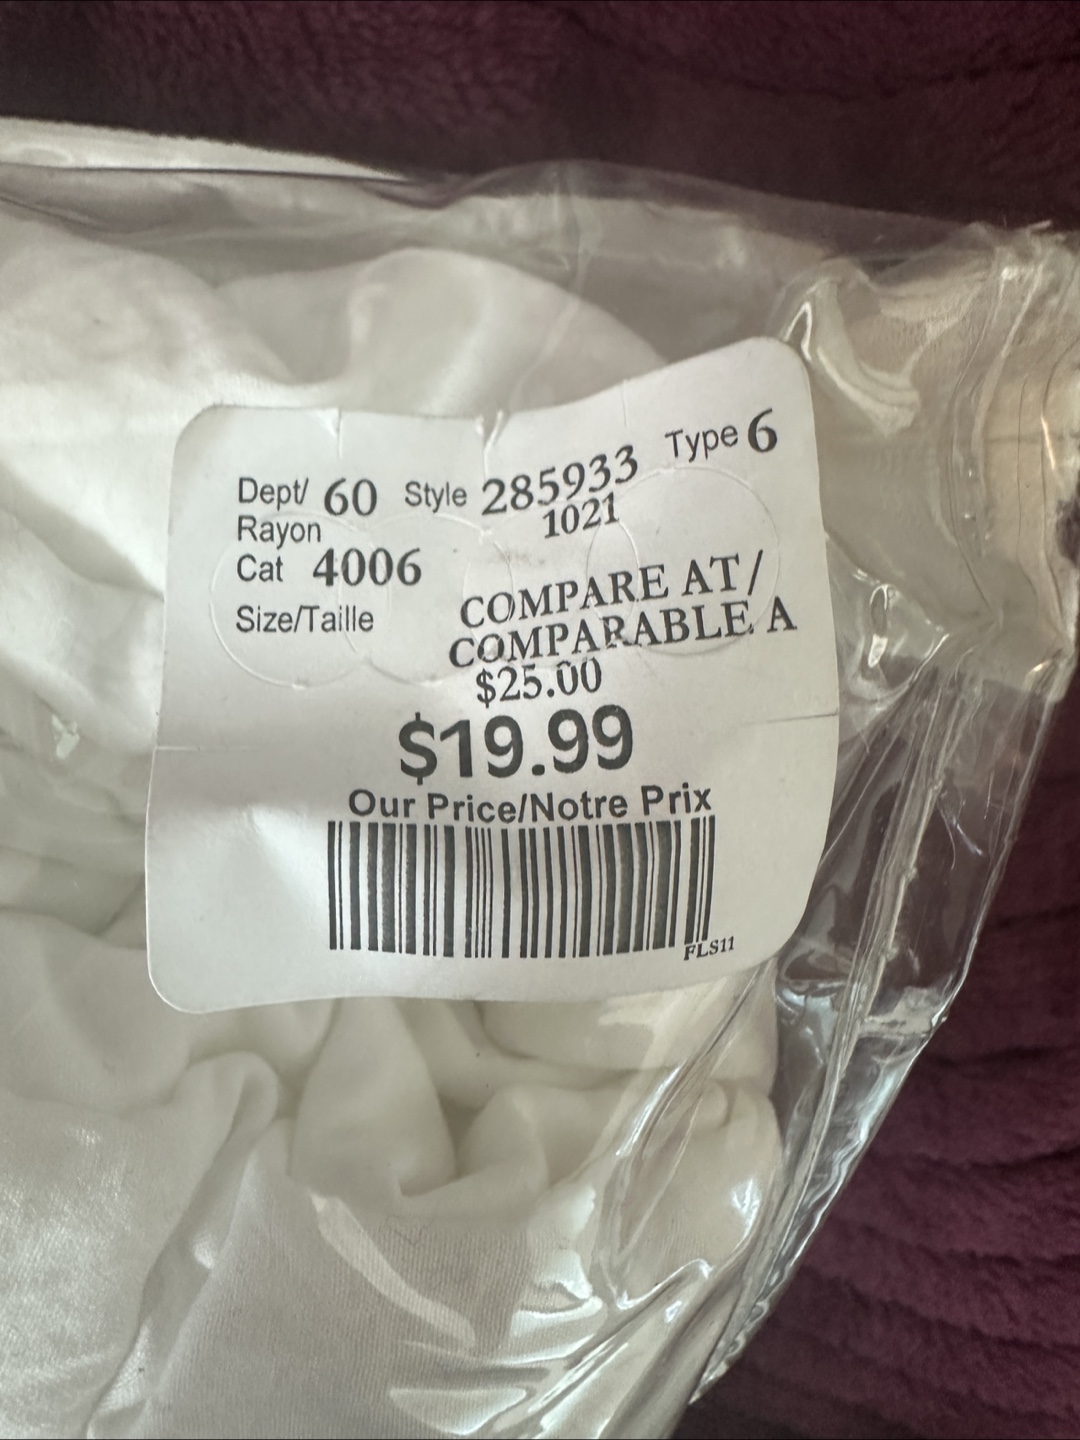 Dept/ 60 Style 285933 Type 6
Rayon 1021
Cat 4006
Size/Taille
COMPARE AT/
COMPARABLE A
$25.00
$19.99
Our Price/Notre Prix
FLS11